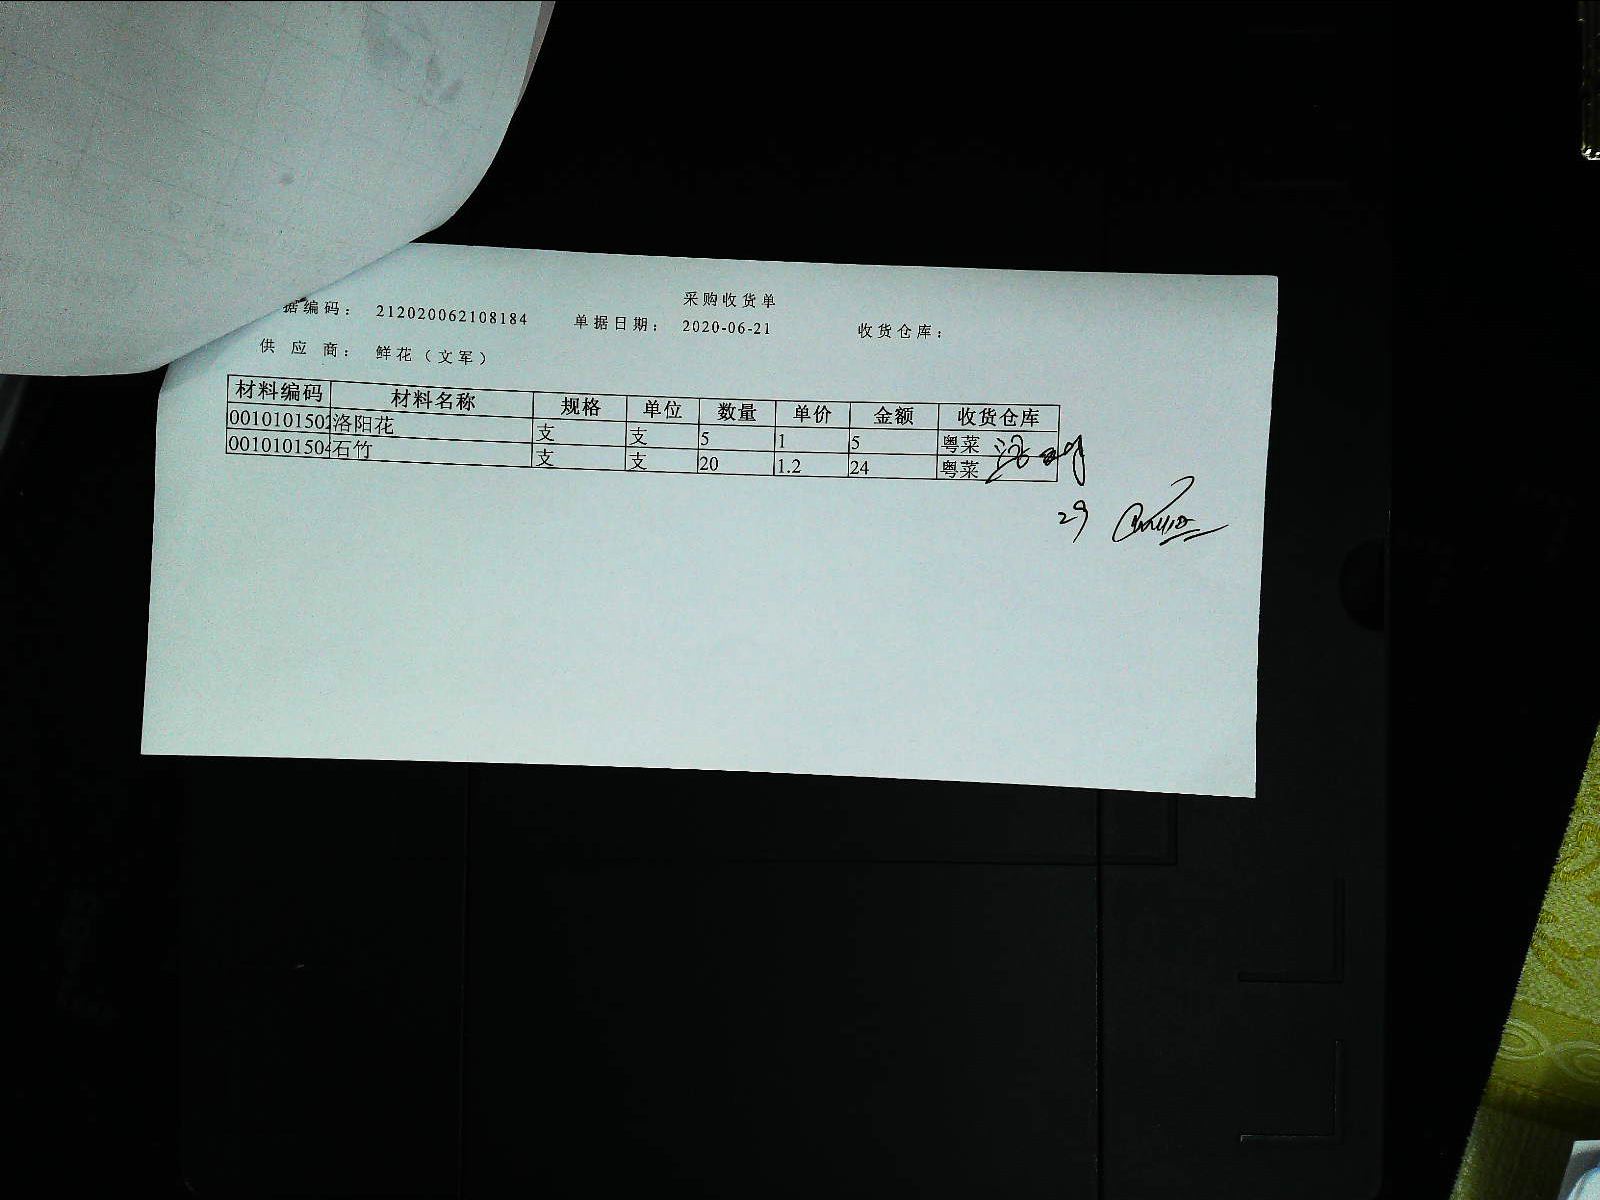 采购收货单
据编码： 212020062108184 单据日期： 2020-06-21 收货仓库：
供应商： 鲜花（文军）
材料编码 材料名称 规格 单位 数量 单价 金额 收货仓库
0010101502 洛阳花 支 支 5 1 5 粤菜
0010101504 石竹 支 支 20 1.2 24 粤菜
29